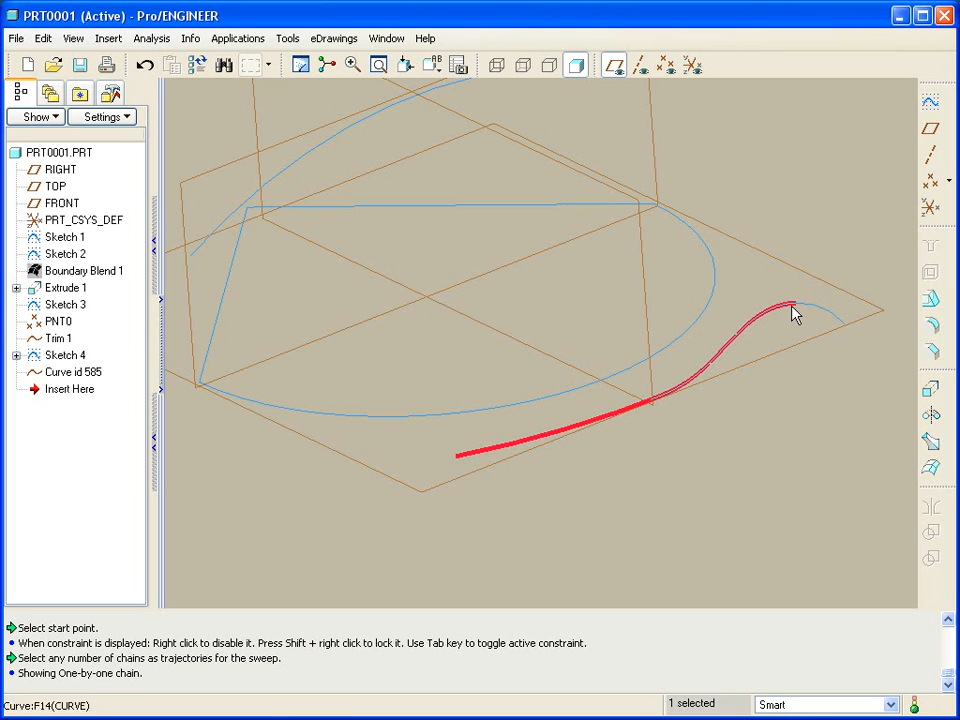 PRT0001 (Active) - Pro/ENGINEER
File Edit View Insert Analysis Info Applications Tools eDrawings Window Help
Show Settings
PRT0001.PRT
RIGHT
TOP
FRONT
PRT_CSYS_DEF
Sketch 1
Sketch 2
Boundary Blend 1
Extrude 1
Sketch 3
PNT0
Trim 1
Sketch 4
Curve id 585
Insert Here
Select start point.
When constraint is displayed: Right click to disable it. Press Shift + right click to lock it. Use Tab key to toggle active constraint.
Select any number of chains as trajectories for the sweep.
Showing One-by-one chain.
Curve:F14(CURVE) 1 selected Smart